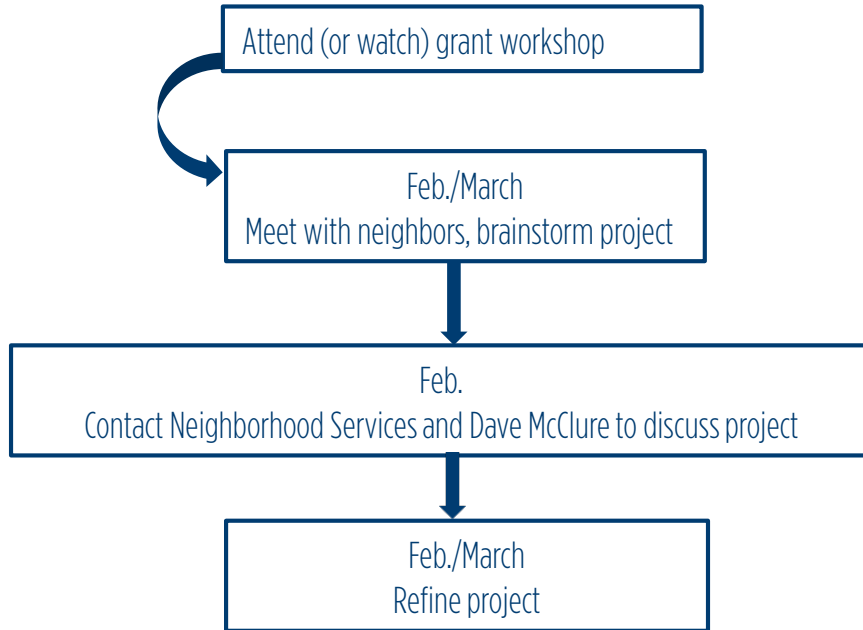 Attend (or watch) grant workshop
Feb./March
Meet with neighbors, brainstorm project
Feb.
Contact Neighborhood Services and Dave McClure to discuss project
Feb./March
Refine project